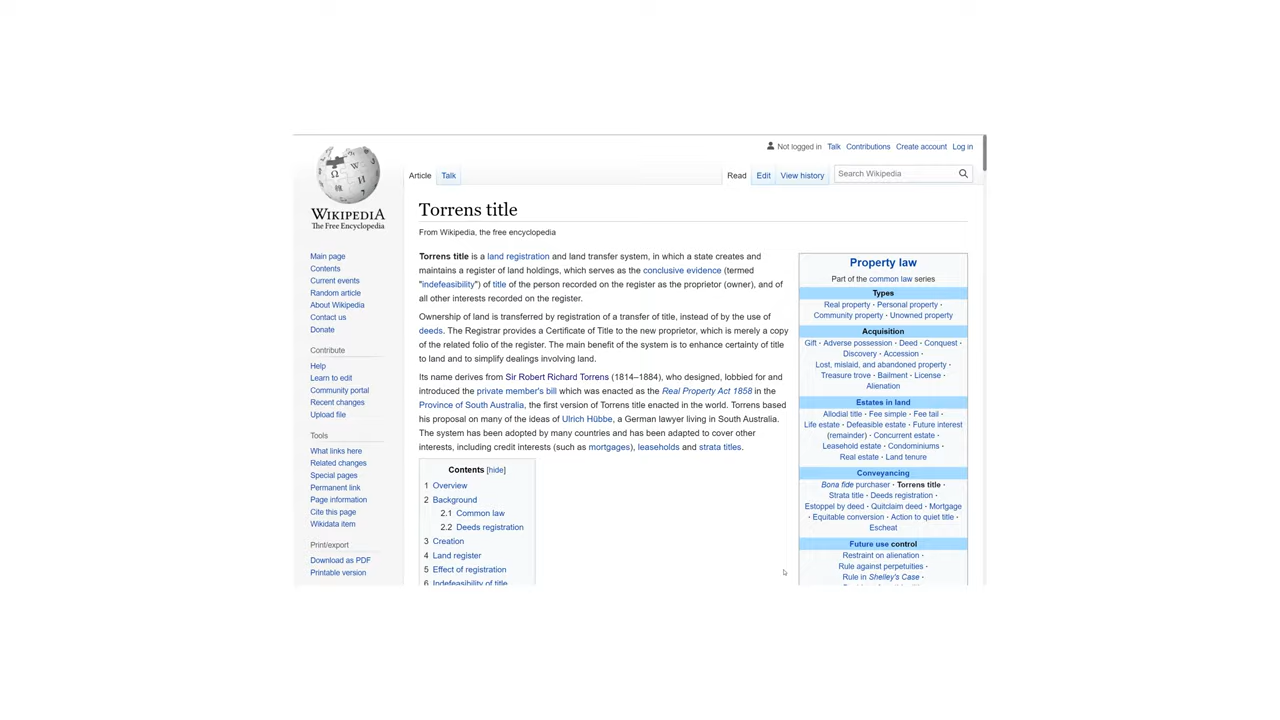 Not logged in Talk Contributions Create account Log in
Article Talk Read Edit View history Search Wikipedia
WIKIPEDIA
The Free Encyclopedia
Main page
Contents
Current events
Random article
About Wikipedia
Contact us
Donate
Contribute
Help
Learn to edit
Community portal
Recent changes
Upload file
Tools
What links here
Related changes
Special pages
Permanent link
Page information
Cite this page
Wikidata item
Print/export
Download as PDF
Printable version
Torrens title
From Wikipedia, the free encyclopedia
Torrens title is a land registration and land transfer system, in which a state creates and
maintains a register of land holdings, which serves as the conclusive evidence (termed
"indefeasibility") of title of the person recorded on the register as the proprietor (owner), and of
all other interests recorded on the register.
Ownership of land is transferred by registration of a transfer of title, instead of by the use of
deeds. The Registrar provides a Certificate of Title to the new proprietor, which is merely a copy
of the related folio of the register. The main benefit of the system is to enhance certainty of title
to land and to simplify dealings involving land.
Its name derives from Sir Robert Richard Torrens (1814–1884), who designed, lobbied for and
introduced the private member's bill which was enacted as the Real Property Act 1858 in the
Province of South Australia, the first version of Torrens title enacted in the world. Torrens based
his proposal on many of the ideas of Ulrich Hübbe, a German lawyer living in South Australia.
The system has been adopted by many countries and has been adapted to cover other
interests, including credit interests (such as mortgages), leaseholds and strata titles.
Contents [hide]
1 Overview
2 Background
2.1 Common law
2.2 Deeds registration
3 Creation
4 Land register
5 Effect of registration
6 Indefeasibility of title
Property law
Part of the common law series
Types
Real property · Personal property ·
Community property · Unowned property
Acquisition
Gift · Adverse possession · Deed · Conquest ·
Discovery · Accession ·
Lost, mislaid, and abandoned property ·
Treasure trove · Bailment · License ·
Alienation
Estates in land
Allodial title · Fee simple · Fee tail ·
Life estate · Defeasible estate · Future interest
(remainder) · Concurrent estate ·
Leasehold estate · Condominiums ·
Real estate · Land tenure
Conveyancing
Bona fide purchaser · Torrens title ·
Strata title · Deeds registration ·
Estoppel by deed · Quitclaim deed · Mortgage
· Equitable conversion · Action to quiet title ·
Escheat
Future use control
Restraint on alienation ·
Rule against perpetuities ·
Rule in Shelley's Case ·